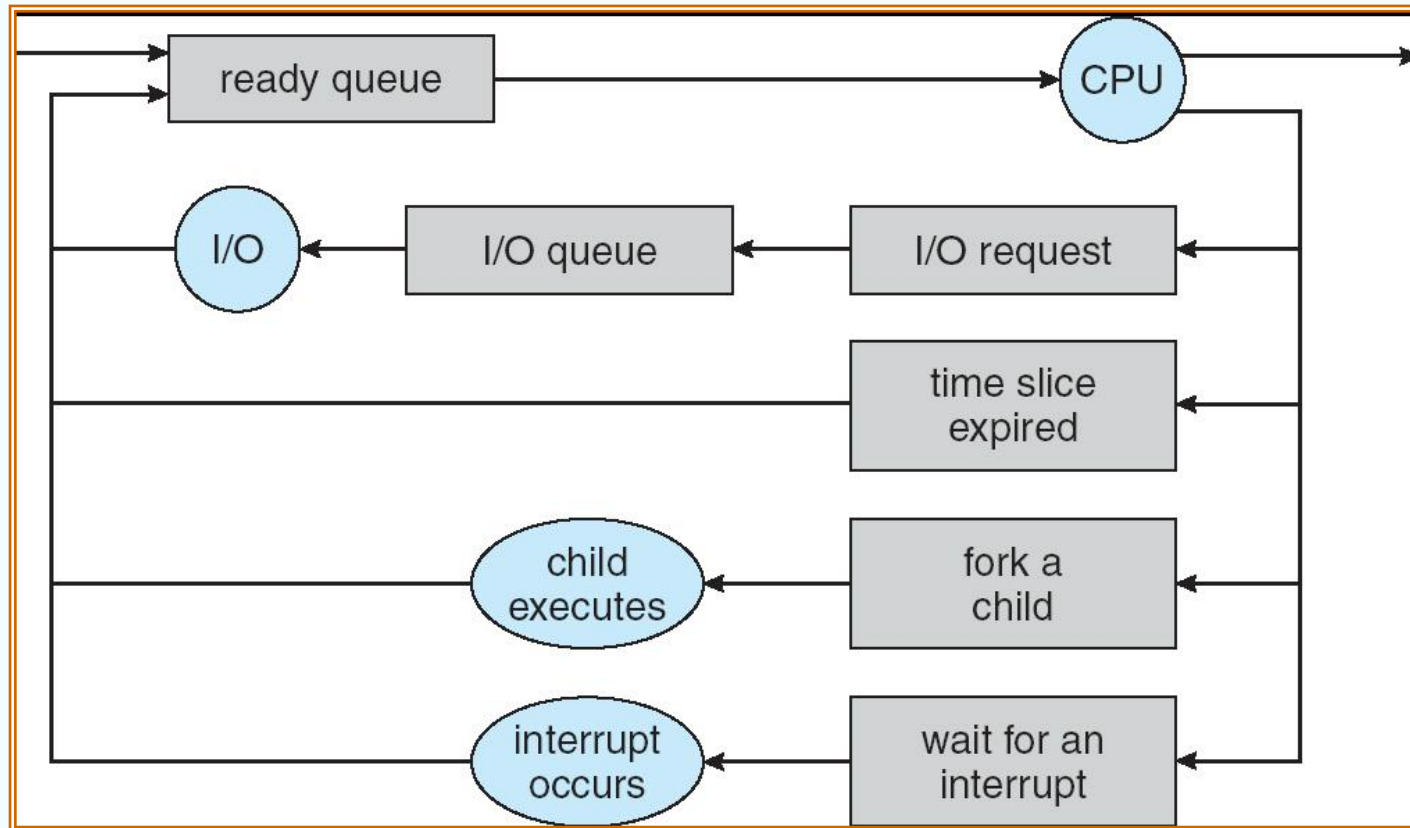 ready queue
CPU
I/O
I/O queue
I/O request
time slice
expired
child
executes
fork a
child
interrupt
occurs
wait for an
interrupt